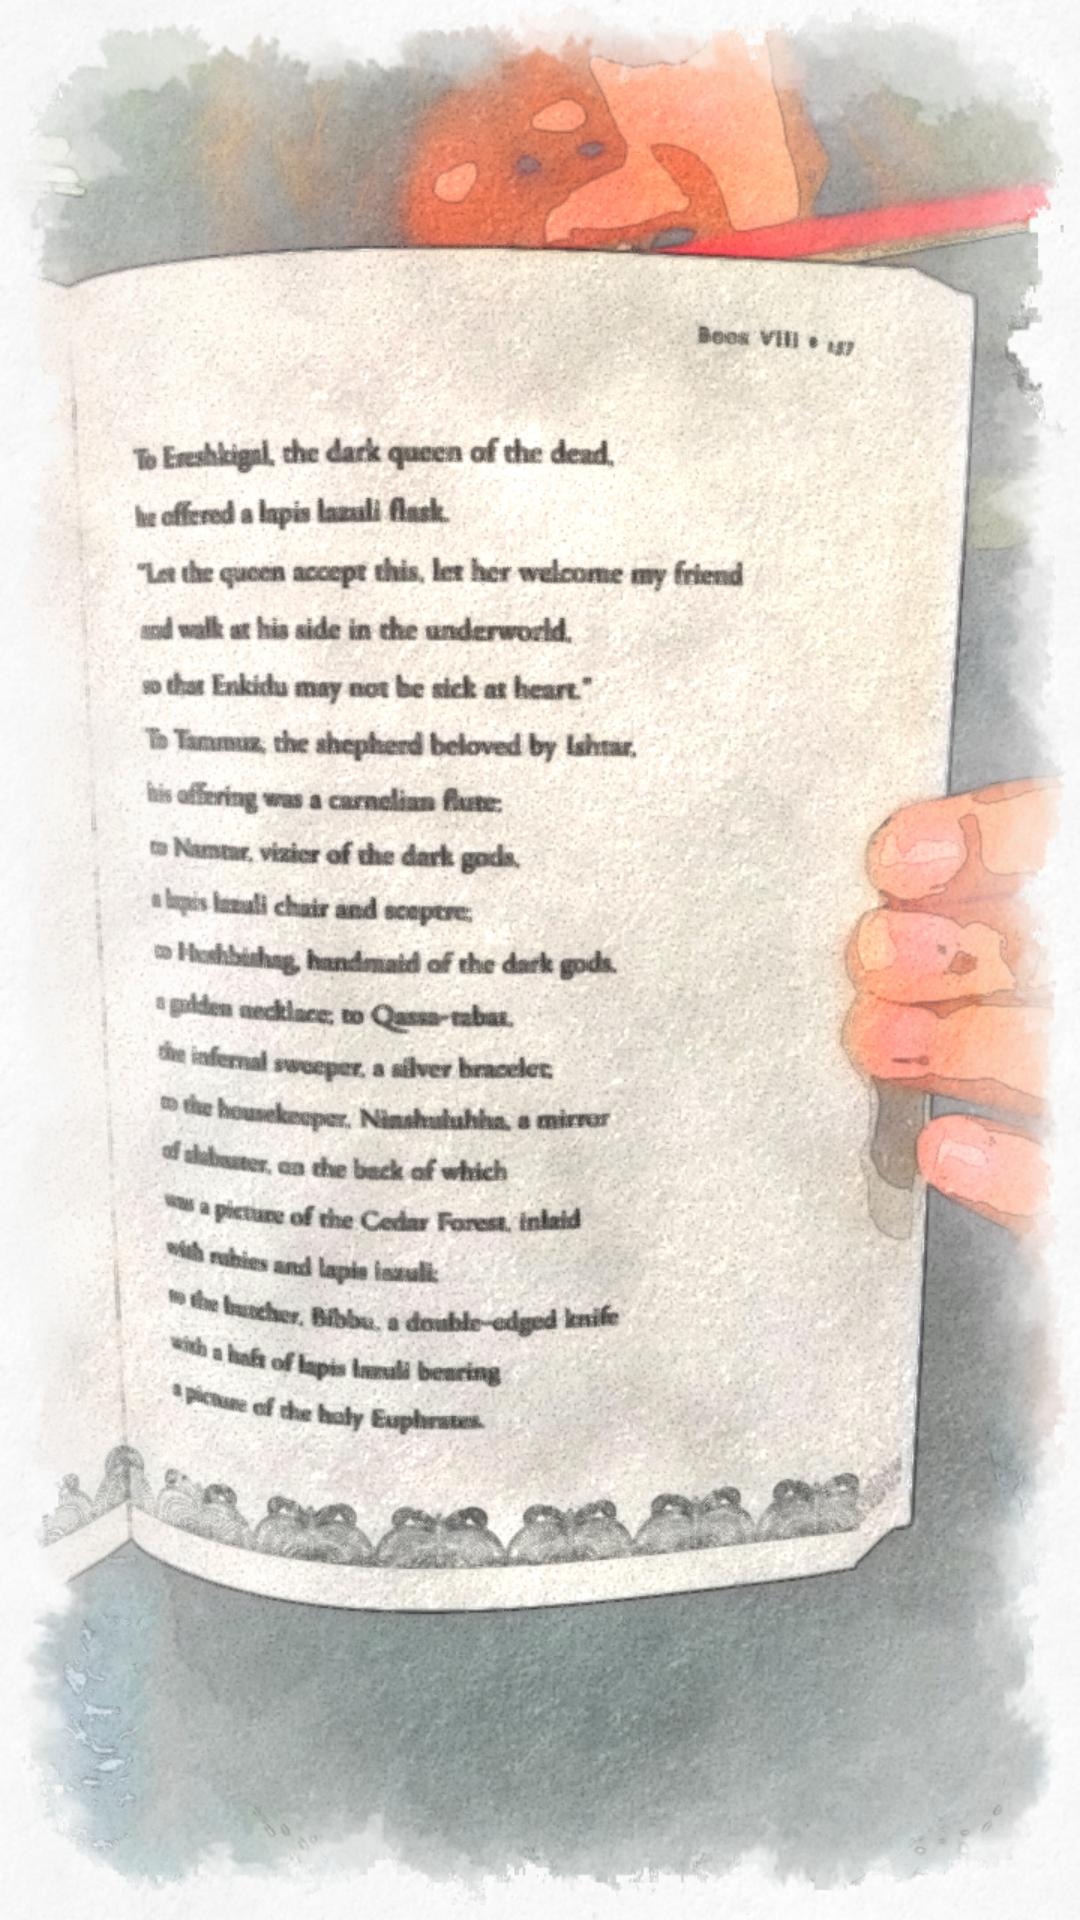 Book VIII • 157
To Ereshkigal, the dark queen of the dead,
he offered a lapis lazuli flask.
"Let the queen accept this, let her welcome my friend
and walk at his side in the underworld,
so that Enkidu may not be sick at heart."
To Tammuz, the shepherd beloved by Ishtar,
his offering was a carnelian flute;
to Namtar, vizier of the dark gods,
a lapis lazuli chair and sceptre;
to Hushbishag, handmaid of the dark gods,
a golden necklace; to Qassa-tabat,
the infernal sweeper, a silver bracelet;
to the housekeeper, Ninshuluhha, a mirror
of alabaster, on the back of which
was a picture of the Cedar Forest, inlaid
with rubies and lapis lazuli;
to the butcher, Bibbu, a double-edged knife
with a haft of lapis lazuli bearing
a picture of the holy Euphrates.